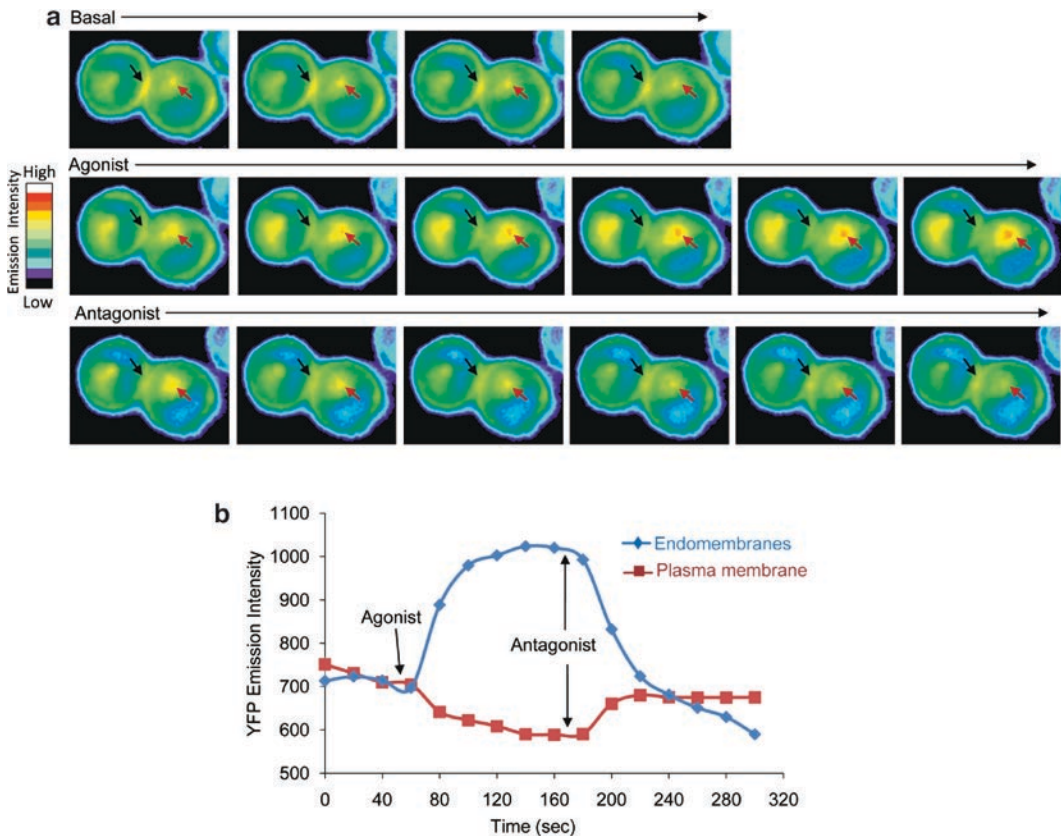 a
Basal
Agonist
High
Emission Intensity
Low
Antagonist
b
YFP Emission Intensity
1100
1000
900
800
700
600
500
Endomembranes
Plasma membrane
Agonist
Antagonist
0 40 80 120 160 200 240 280 320
Time (sec)